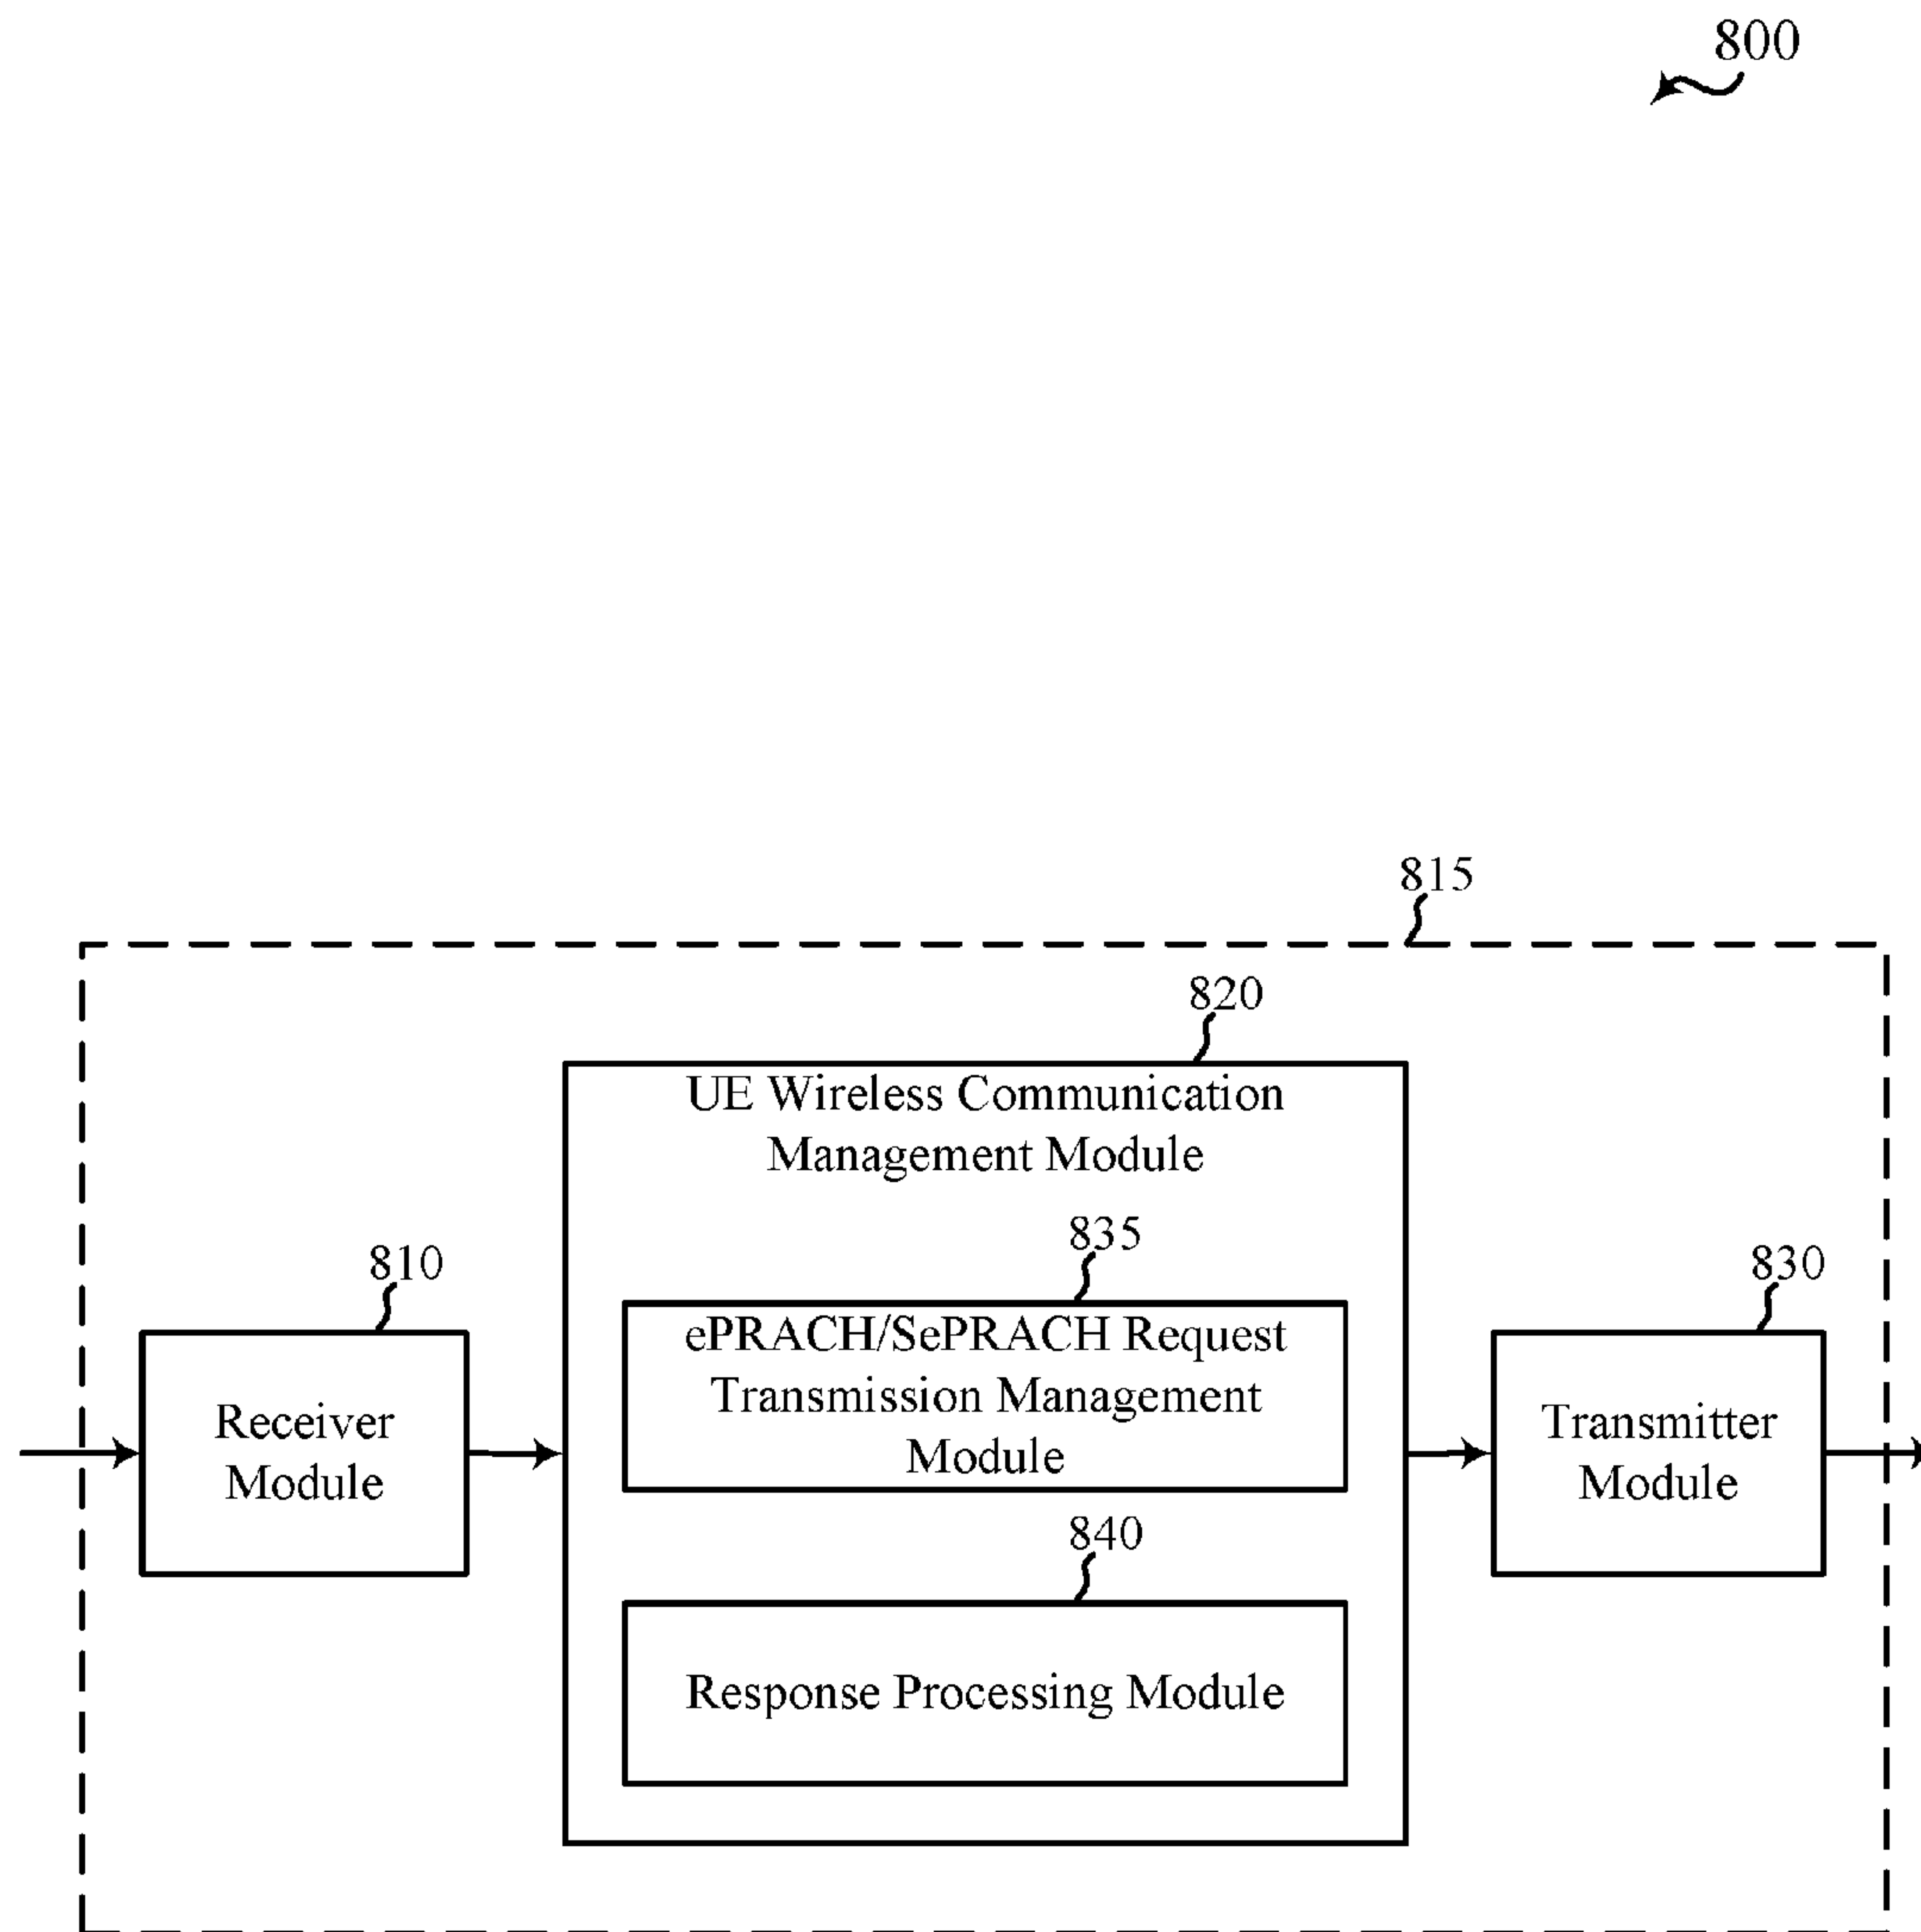 800
815
820
UE Wireless Communication
Management Module
835
810
830
ePRACH/SePRACH Request
Transmission Management
Module
Receiver
Module
Transmitter
Module
840
Response Processing Module